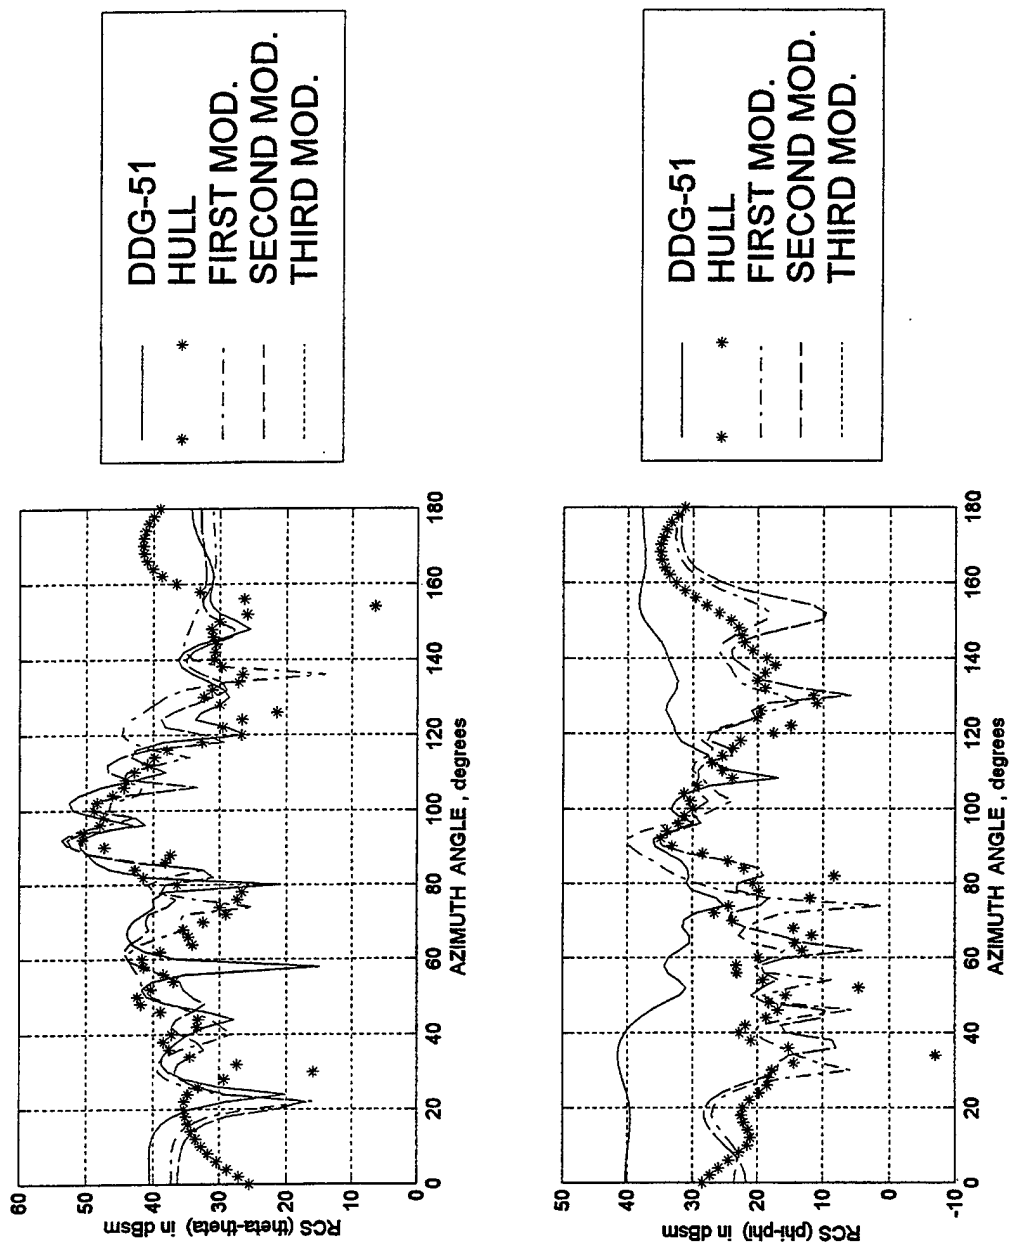 DDG-51
HULL
FIRST MOD.
SECOND MOD.
THIRD MOD.
60
50
40
30
20
10
0
RCS (theta-theta) in dBsm
0 20 40 60 80 100 120 140 160 180
AZIMUTH ANGLE , degrees
DDG-51
HULL
FIRST MOD.
SECOND MOD.
THIRD MOD.
50
40
30
20
10
0
-10
RCS (phi-phi) in dBsm
0 20 40 60 80 100 120 140 160 180
AZIMUTH ANGLE , degrees